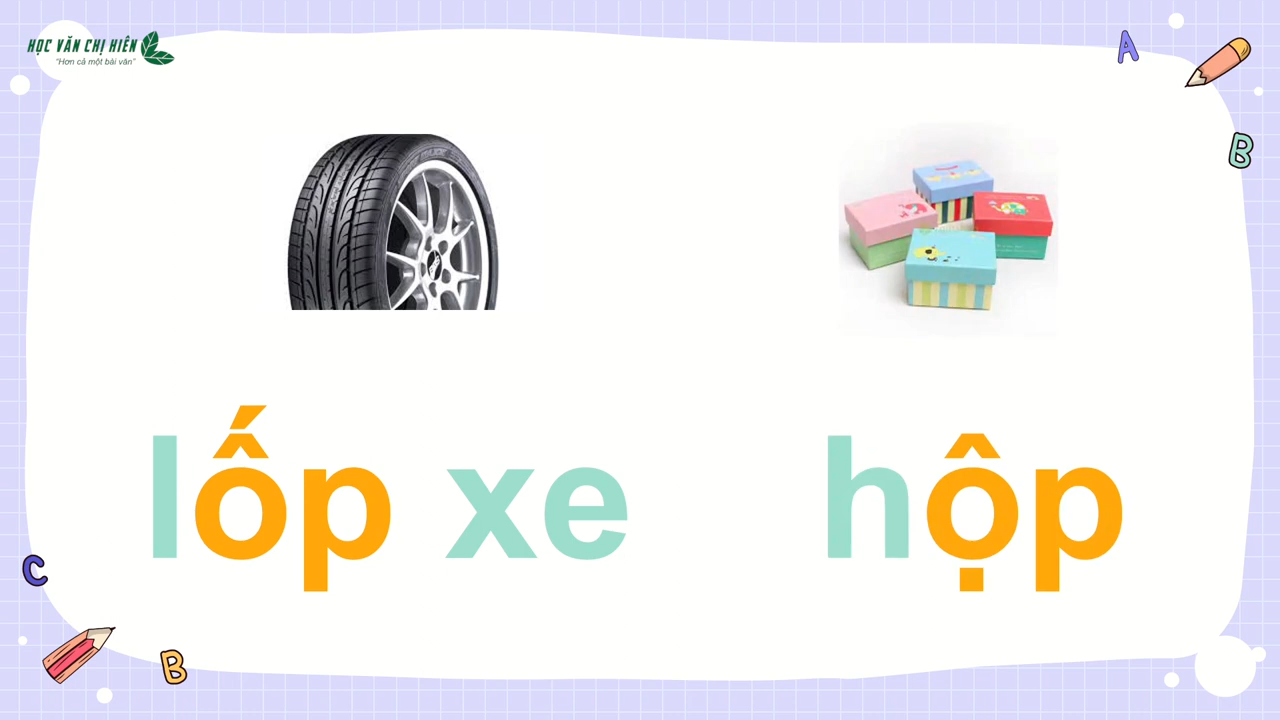 HỌC VĂN CHỊ HIÊN
"Hơn cả một bài văn"
A
B
lốp xe
hộp
C
B